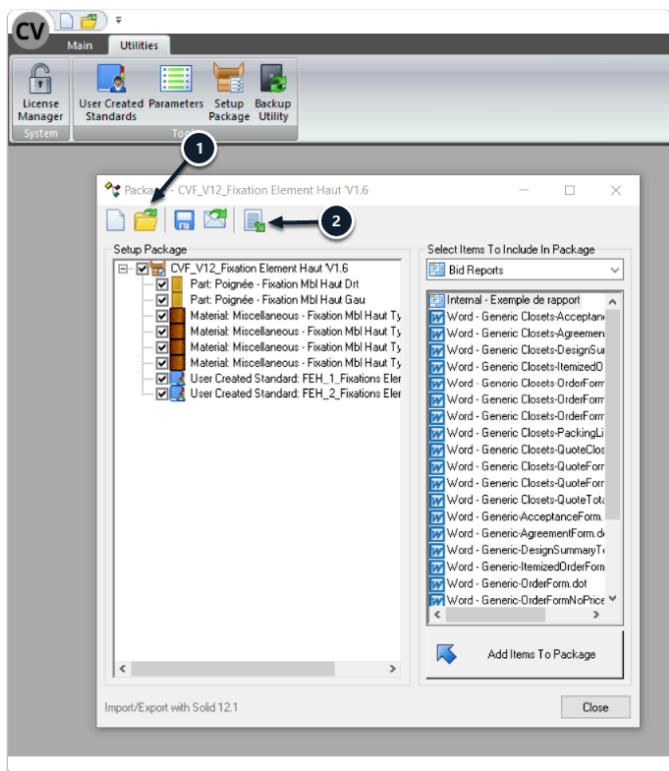 CV
Main
Utilities
License Manager
User Created Standards
Parameters
Setup Package
Backup Utility
System
1
CVF_V12_Fixation Element Haut 'V1.6
2
Setup Package
CVF_V12_Fixation Element Haut 'V1.6
Part: Poignée - Fixation Mbl Haut Drt
Part: Poignée - Fixation Mbl Haut Gau
Material: Miscellaneous - Fixation Mbl Haut Ty
Material: Miscellaneous - Fixation Mbl Haut Ty
Material: Miscellaneous - Fixation Mbl Haut Ty
Material: Miscellaneous - Fixation Mbl Haut Ty
User Created Standard: FEH_1_Fixations Eler
User Created Standard: FEH_2_Fixations Eler
Import/Export with Solid 12.1
Select Items To Include In Package
Bid Reports
Internal - Exemple de rapport
Word - Generic Closets-Acceptan
Word - Generic Closets-Agreemen
Word - Generic Closets-DesignSu
Word - Generic Closets-ItemizedO
Word - Generic Closets-OrderForm
Word - Generic Closets-OrderForm
Word - Generic Closets-OrderForm
Word - Generic Closets-PackingLi
Word - Generic Closets-QuoteClos
Word - Generic Closets-QuoteForr
Word - Generic Closets-QuoteForr
Word - Generic Closets-QuoteTota
Word - Generic-AcceptanceForm.
Word - Generic-AgreementForm.d
Word - Generic-DesignSummaryT
Word - Generic-ItemizedOrderForn
Word - Generic-OrderForm.dot
Word - Generic-OrderFormNoPrice
Add Items To Package
Close